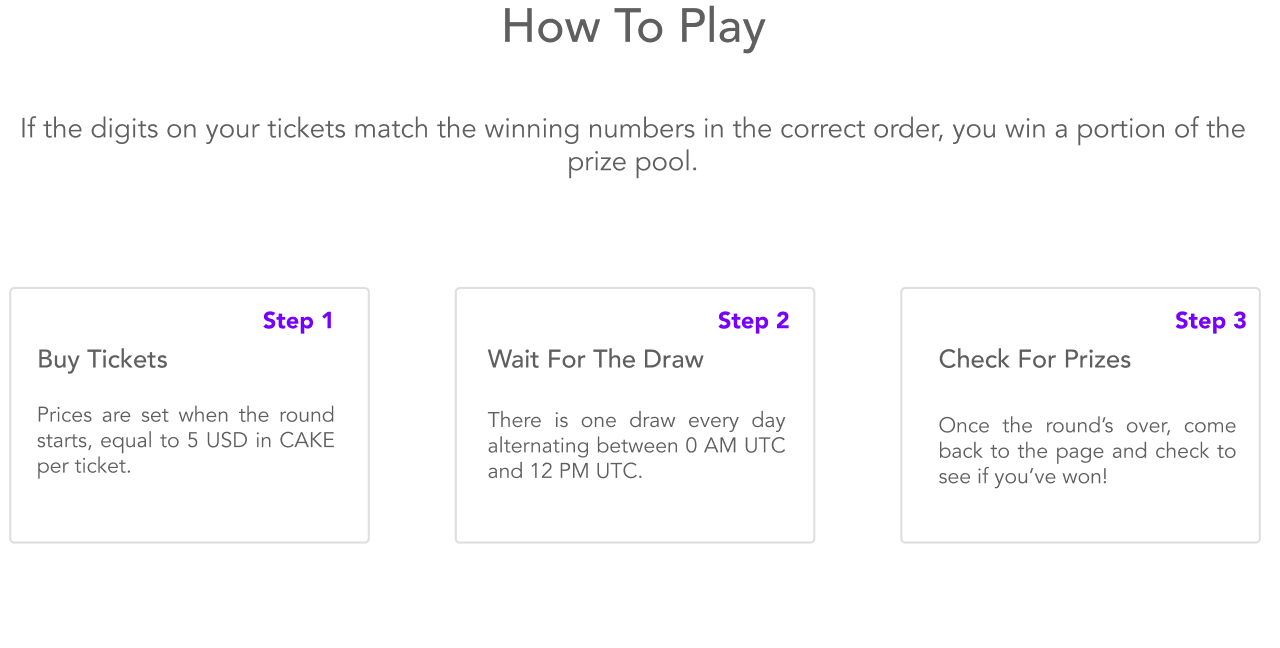 How To Play
If the digits on your tickets match the winning numbers in the correct order, you win a portion of the
prize pool.
Step 1
Buy Tickets
Prices are set when the round
starts, equal to 5 USD in CAKE
per ticket.
Step 2
Wait For The Draw
There is one draw every day
alternating between 0 AM UTC
and 12 PM UTC.
Step 3
Check For Prizes
Once the round’s over, come
back to the page and check to
see if you’ve won!